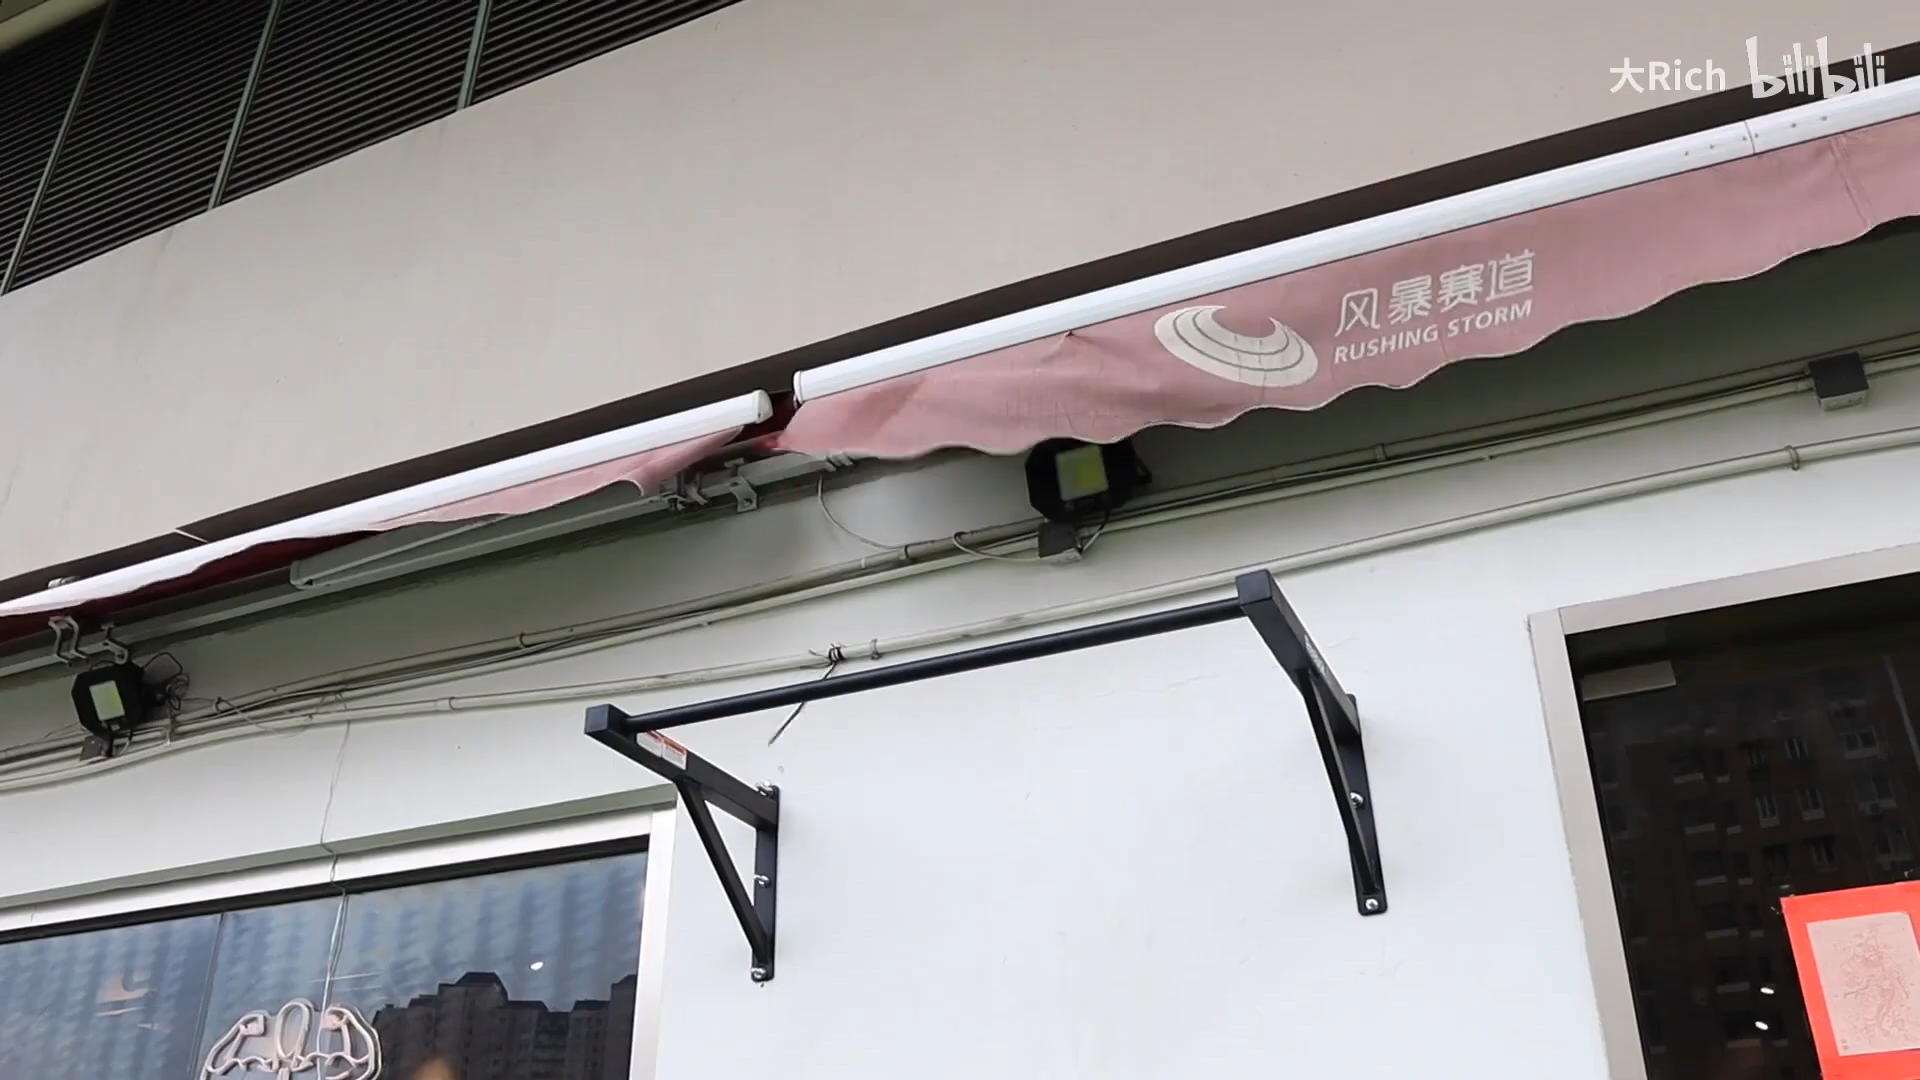 大Rich bilibili
风暴赛道
RUSHING STORM